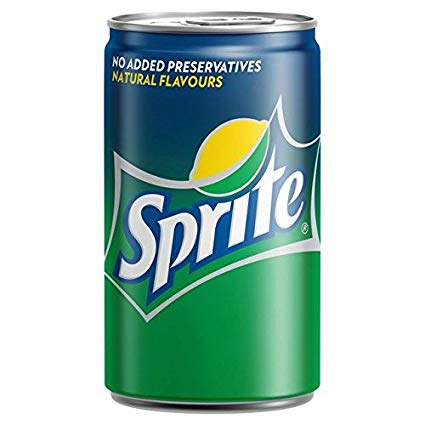 NO ADDED PRESERVATIVES
NATURAL FLAVOURS
Sprite
®